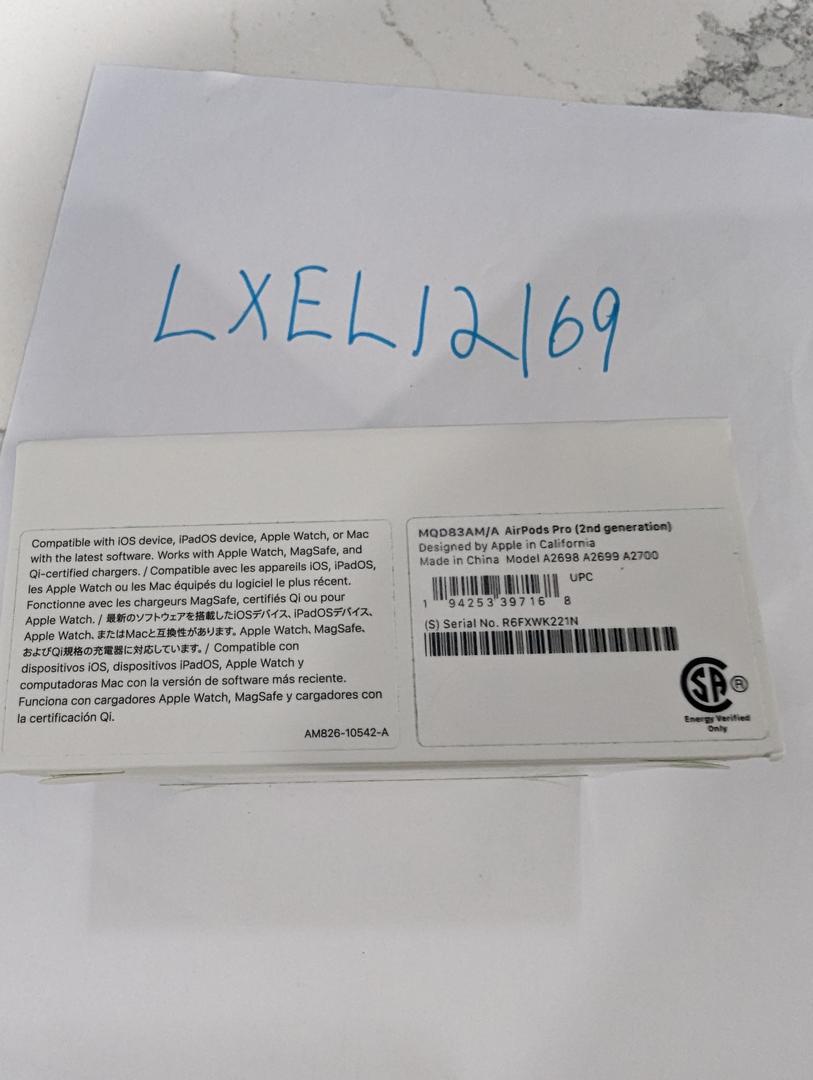 LXEL12169
Compatible with iOS device, iPadOS device, Apple Watch, or Mac
with the latest software. Works with Apple Watch, MagSafe, and
Qi-certified chargers. / Compatible avec les appareils iOS, iPadOS,
les Apple Watch ou les Mac équipés du logiciel le plus récent.
Fonctionne avec les chargeurs MagSafe, certifiés Qi ou pour
Apple Watch. / 最新のソフトウェアを搭載したiOSデバイス、iPadOSデバイス、
Apple Watch、またはMacと互換性があります。Apple Watch、MagSafe、
およびQi規格の充電器に対応しています。/ Compatible con
dispositivos iOS, dispositivos iPadOS, Apple Watch y
computadoras Mac con la versión de software más reciente.
Funciona con cargadores Apple Watch, MagSafe y cargadores con
la certificación Qi.
AM826-10542-A
MQD83AM/A AirPods Pro (2nd generation)
Designed by Apple in California
Made in China Model A2698 A2699 A2700
UPC
1 94253 39716 8
(S) Serial No. R6FXWK221N
SA ®
Energy Verified
Only